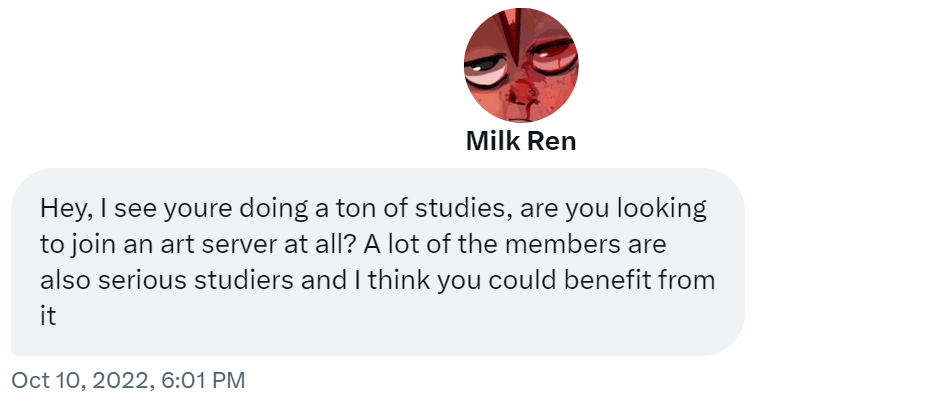 Milk Ren
Hey, I see youre doing a ton of studies, are you looking
to join an art server at all? A lot of the members are
also serious studiers and I think you could benefit from
it
Oct 10, 2022, 6:01 PM